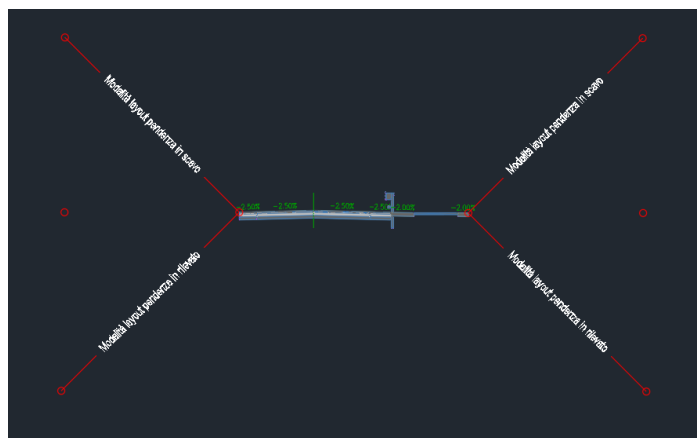 Modalità layout pendenza in scavo
Modalità layout pendenza in scavo
-2.50%
-2.50%
-2.50%
-2.50%
-2.00%
-2.00%
Modalità layout pendenza in rilevato
Modalità layout pendenza in rilevato